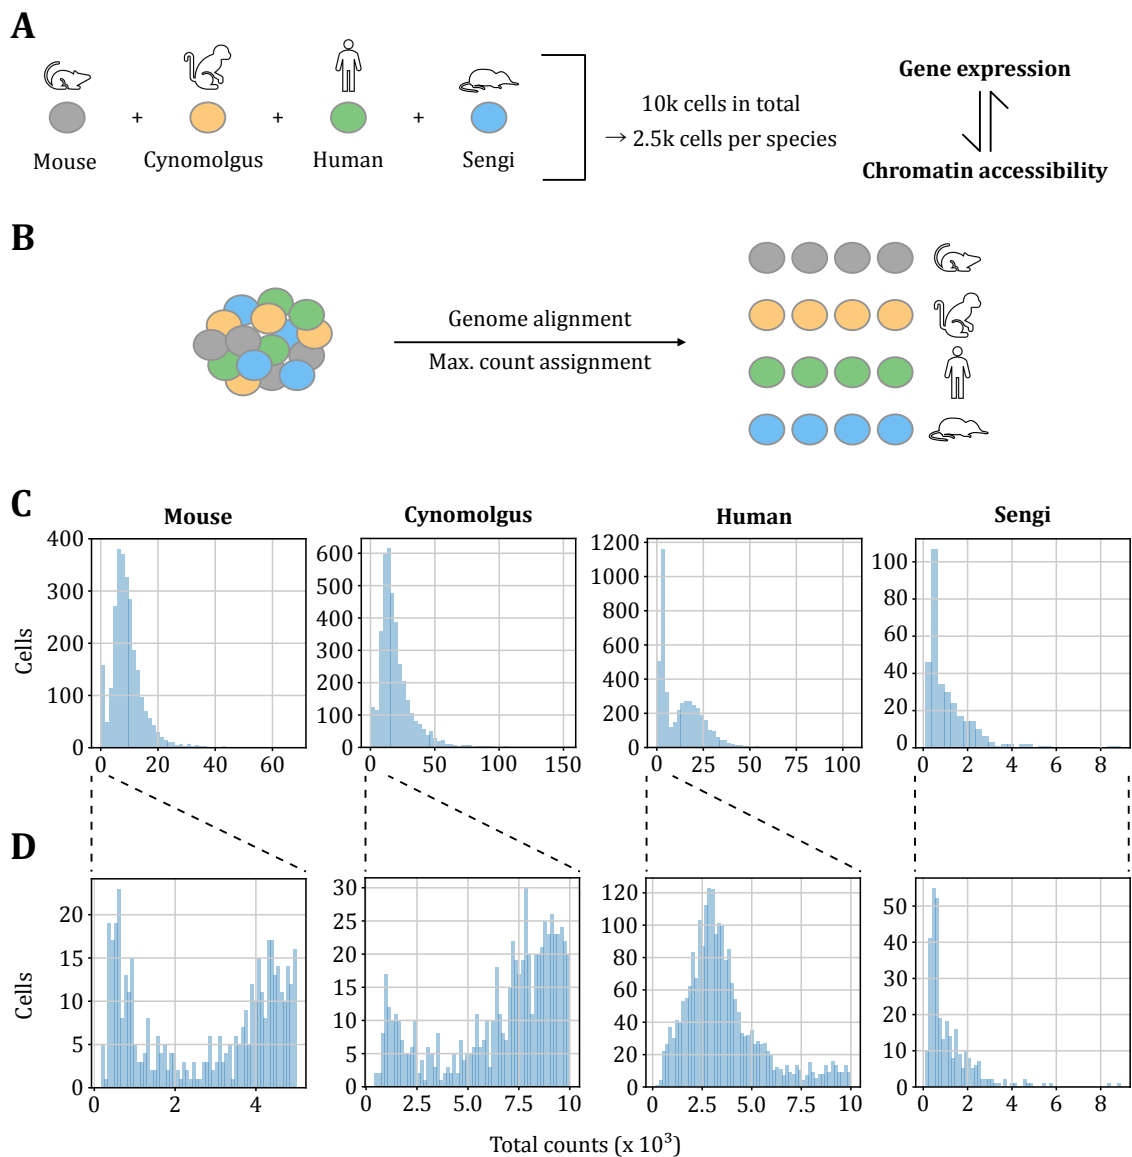 A
Mouse
+
Cynomolgus
+
Human
+
Sengi
10k cells in total
→ 2.5k cells per species
Gene expression
Chromatin accessibility
B
Genome alignment
Max. count assignment
C
Mouse
Cynomolgus
Human
Sengi
Cells
400
300
200
100
0
0 20 40 60
600
500
400
300
200
100
0
0 50 100 150
1200
1000
800
600
400
200
0
0 25 50 75 100
100
80
60
40
20
0
0 2 4 6 8
D
Cells
20
15
10
5
0
0 2 4
30
25
20
15
10
5
0
0 2.5 5.0 7.5 10
120
100
80
60
40
20
0
0 2.5 5.0 7.5 10
50
40
30
20
10
0
0 2 4 6 8
Total counts (x 10³)